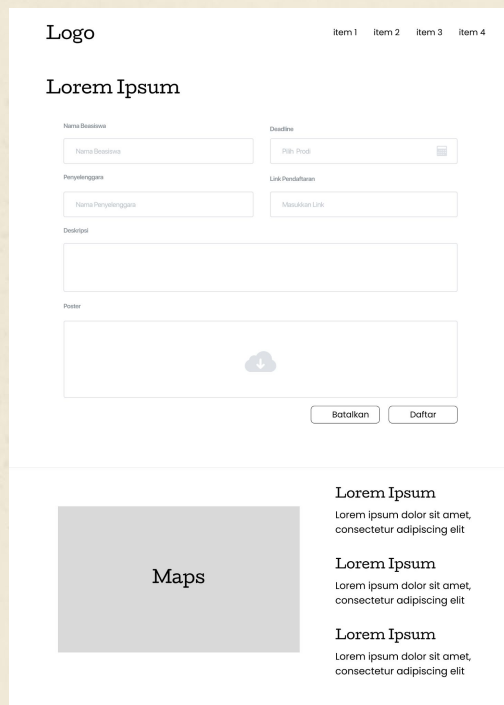 Logo
item 1 item 2 item 3 item 4
Lorem Ipsum
Nama Beasiswa
Deadline
Nama Beasiswa
Pilih Prodi
Penyelenggara
Link Pendaftaran
Nama Penyelenggara
Masukkan Link
Deskripsi
Poster
Batalkan
Daftar
Maps
Lorem Ipsum
Lorem ipsum dolor sit amet,
consectetur adipiscing elit
Lorem Ipsum
Lorem ipsum dolor sit amet,
consectetur adipiscing elit
Lorem Ipsum
Lorem ipsum dolor sit amet,
consectetur adipiscing elit